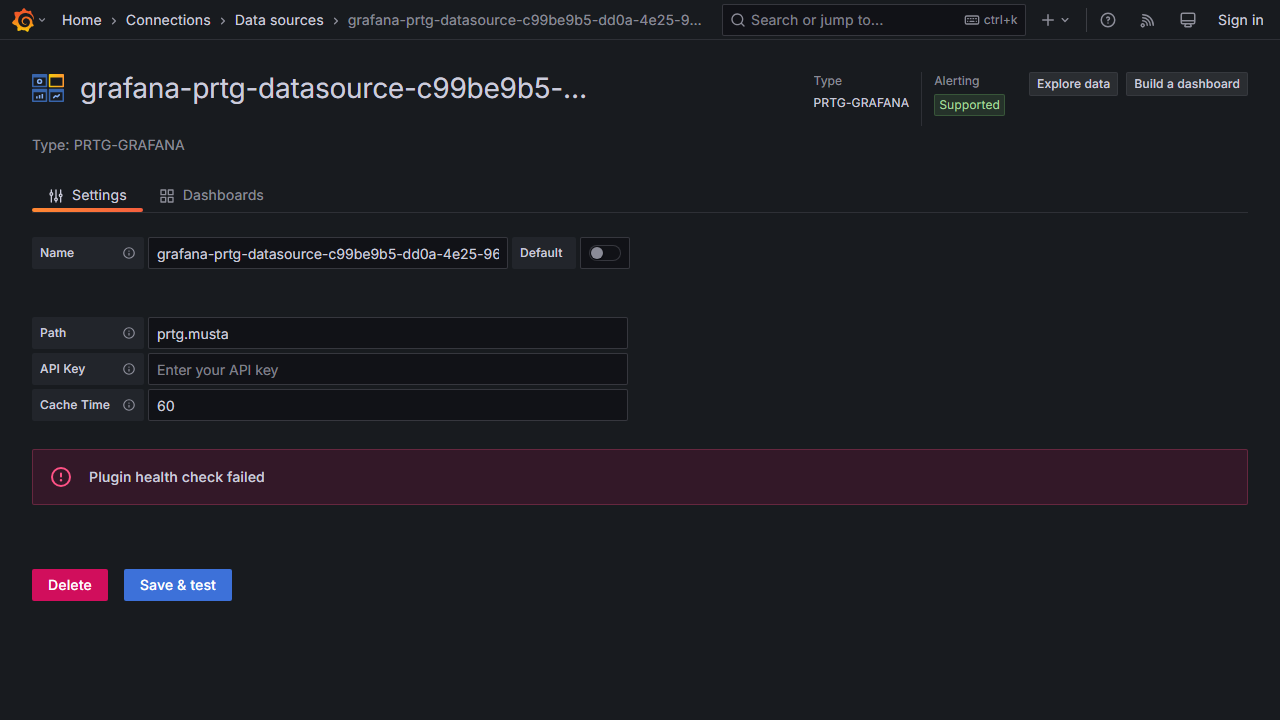 Home › Connections › Data sources › grafana-prtg-datasource-c99be9b5-dd0a-4e25-9... Search or jump to... ctrl+k Sign in
grafana-prtg-datasource-c99be9b5-...
Type Alerting Explore data Build a dashboard
PRTG-GRAFANA Supported
Type: PRTG-GRAFANA
Settings Dashboards
Name grafana-prtg-datasource-c99be9b5-dd0a-4e25-96 Default
Path prtg.musta
API Key Enter your API key
Cache Time 60
Plugin health check failed
Delete Save & test